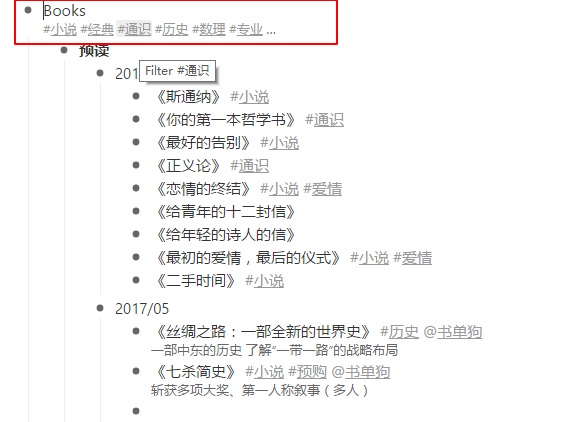 Books
#小说 #经典 #通识 #历史 #数理 #专业 ...
预读
201
Filter #通识
《斯通纳》 #小说
《你的第一本哲学书》 #通识
《最好的告别》 #小说
《正义论》 #通识
《恋情的终结》 #小说 #爱情
《给青年的十二封信》
《给年轻的诗人的信》
《最初的爱情，最后的仪式》 #小说 #爱情
《二手时间》 #小说
2017/05
《丝绸之路：一部全新的世界史》 #历史 @书单狗
一部中东的历史 了解“一带一路”的战略布局
《七杀简史》 #小说 #预购 @书单狗
斩获多项大奖、第一人称叙事（多人）